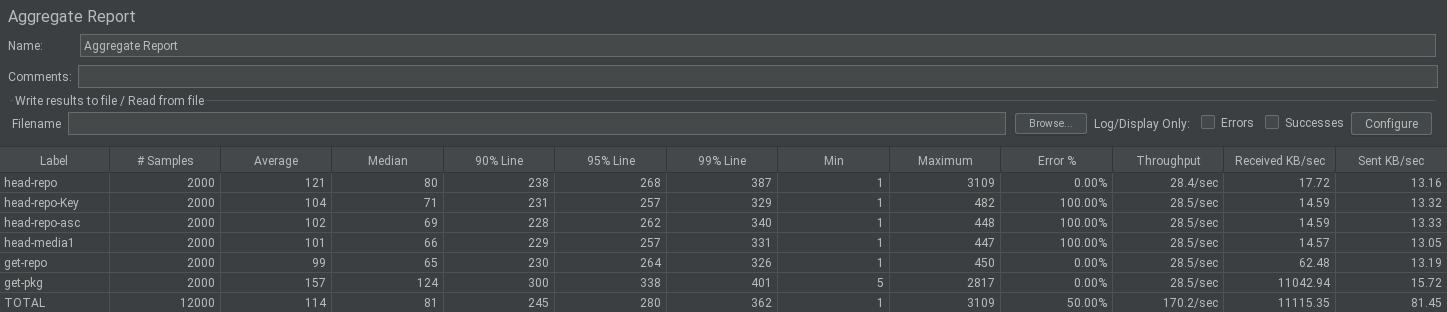 Aggregate Report
Name: Aggregate Report
Comments:
Write results to file / Read from file
Filename Browse... Log/Display Only: Errors Successes Configure
Label # Samples Average Median 90% Line 95% Line 99% Line Min Maximum Error % Throughput Received KB/sec Sent KB/sec
head-repo 2000 121 80 238 268 387 1 3109 0.00% 28.4/sec 17.72 13.16
head-repo-Key 2000 104 71 231 257 329 1 482 100.00% 28.5/sec 14.59 13.32
head-repo-asc 2000 102 69 228 262 340 1 448 100.00% 28.5/sec 14.59 13.33
head-media1 2000 101 66 229 257 331 1 447 100.00% 28.5/sec 14.57 13.05
get-repo 2000 99 65 230 264 326 1 450 0.00% 28.5/sec 62.48 13.19
get-pkg 2000 157 124 300 338 401 5 2817 0.00% 28.5/sec 11042.94 15.72
TOTAL 12000 114 81 245 280 362 1 3109 50.00% 170.2/sec 11115.35 81.45